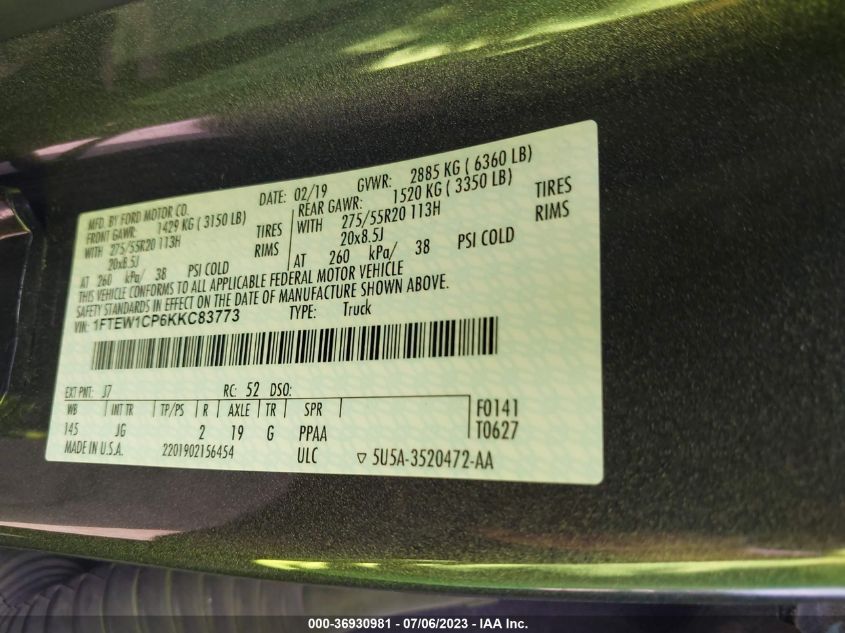 MFD. BY FORD MOTOR CO. DATE: 02/19 GVWR: 2885 KG ( 6360 LB)
FRONT GAWR: 1429 KG ( 3150 LB) REAR GAWR: 1520 KG ( 3350 LB)
WITH 275/55R20 113H TIRES WITH 275/55R20 113H TIRES
20x8.5J RIMS 20x8.5J RIMS
AT 260 kPa/ 38 PSI COLD AT 260 kPa/ 38 PSI COLD
THIS VEHICLE CONFORMS TO ALL APPLICABLE FEDERAL MOTOR VEHICLE
SAFETY STANDARDS IN EFFECT ON THE DATE OF MANUFACTURE SHOWN ABOVE.
VIN: 1FTEW1CP6KKC83773 TYPE: Truck
EXT PNT: J7 RC: 52 DSO:
WB INT TR TP/PS R AXLE TR SPR F0141
145 JG 2 19 G PPAA T0627
MADE IN U.S.A. 2201902156454 ULC ▽ 5U5A-3520472-AA
000-36930981 - 07/06/2023 - IAA Inc.